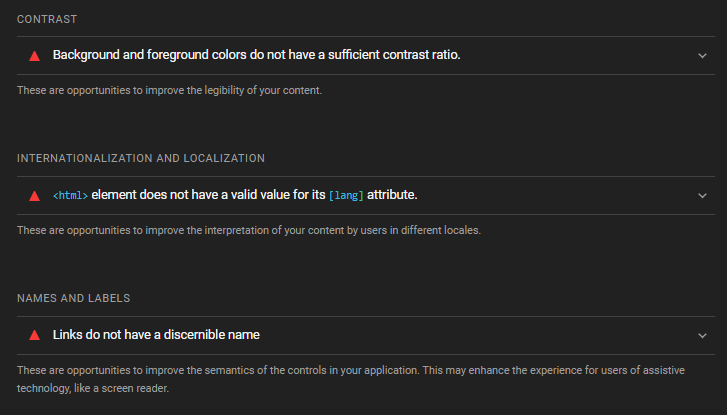 CONTRAST
Background and foreground colors do not have a sufficient contrast ratio.
These are opportunities to improve the legibility of your content.
INTERNATIONALIZATION AND LOCALIZATION
<html> element does not have a valid value for its [lang] attribute.
These are opportunities to improve the interpretation of your content by users in different locales.
NAMES AND LABELS
Links do not have a discernible name
These are opportunities to improve the semantics of the controls in your application. This may enhance the experience for users of assistive
technology, like a screen reader.